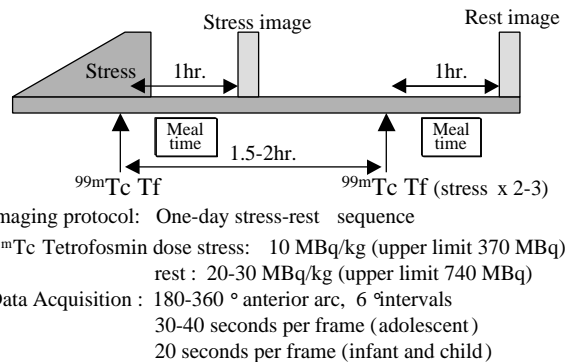 Stress image
Rest image
Stress
1hr.
1hr.
Meal
time
Meal
time
1.5-2hr.
99mTc Tf
99mTc Tf (stress x 2-3)
maging protocol: One-day stress-rest sequence
mTc Tetrofosmin dose stress: 10 MBq/kg (upper limit 370 MBq)
rest : 20-30 MBq/kg (upper limit 740 MBq)
Data Acquisition : 180-360 ° anterior arc, 6 °intervals
30-40 seconds per frame (adolescent)
20 seconds per frame (infant and child)